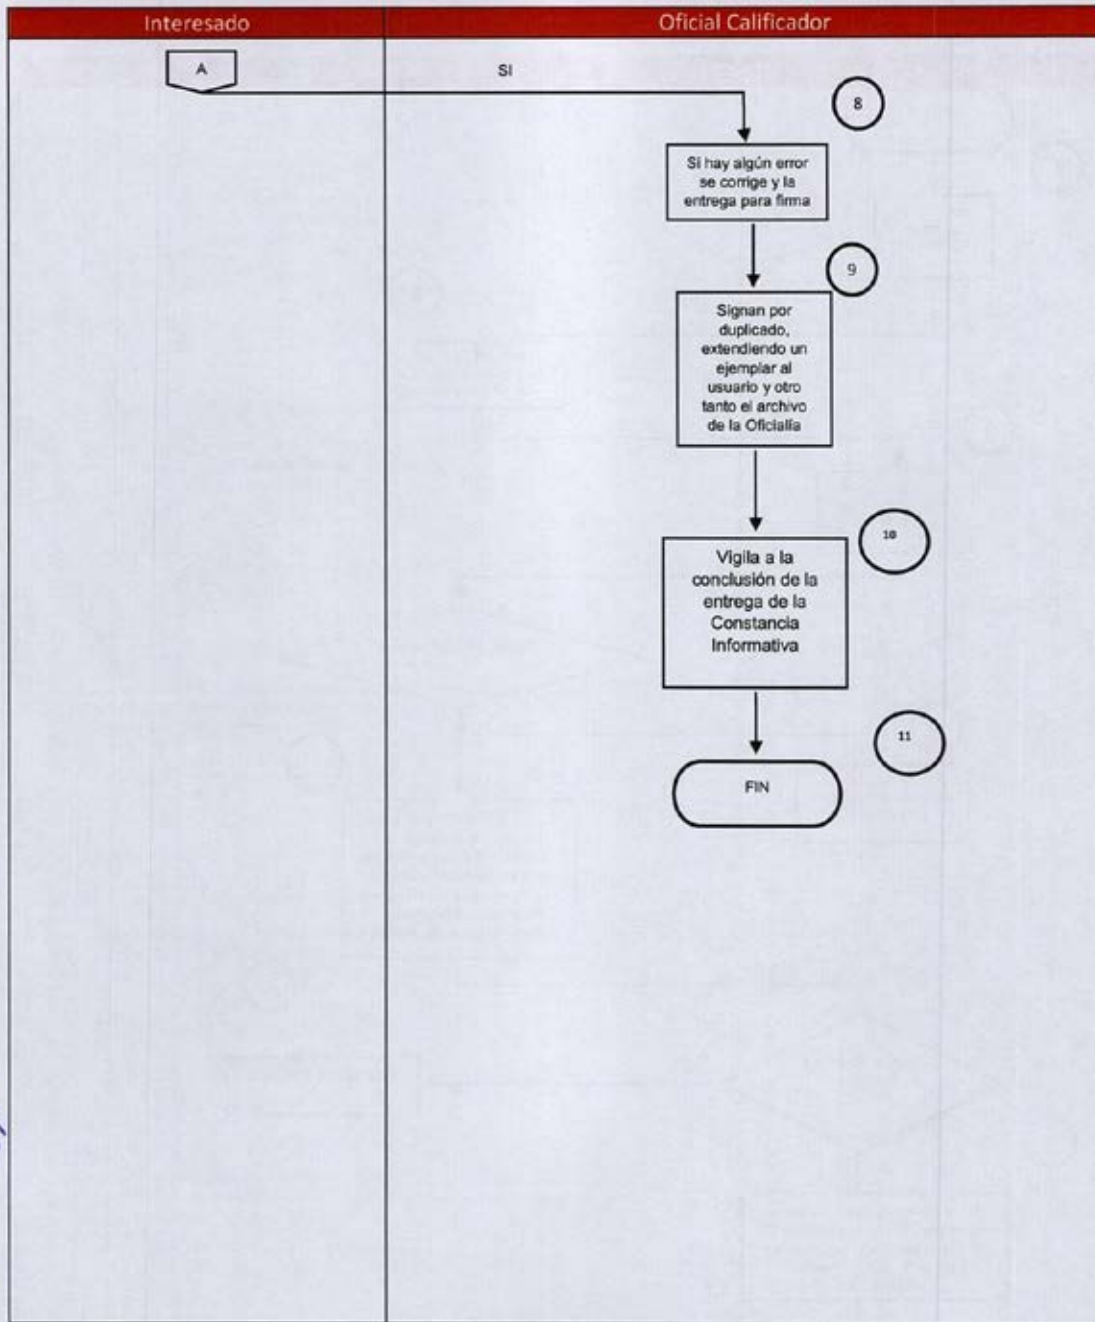 Interesado
Oficial Calificador
A
SI
8
Si hay algún error
se corrige y la
entrega para firma
9
Signan por
duplicado,
extendiendo un
ejemplar al
usuario y otro
tanto el archivo
de la Oficialía
10
Vigila a la
conclusión de la
entrega de la
Constancia
Informativa
11
FIN